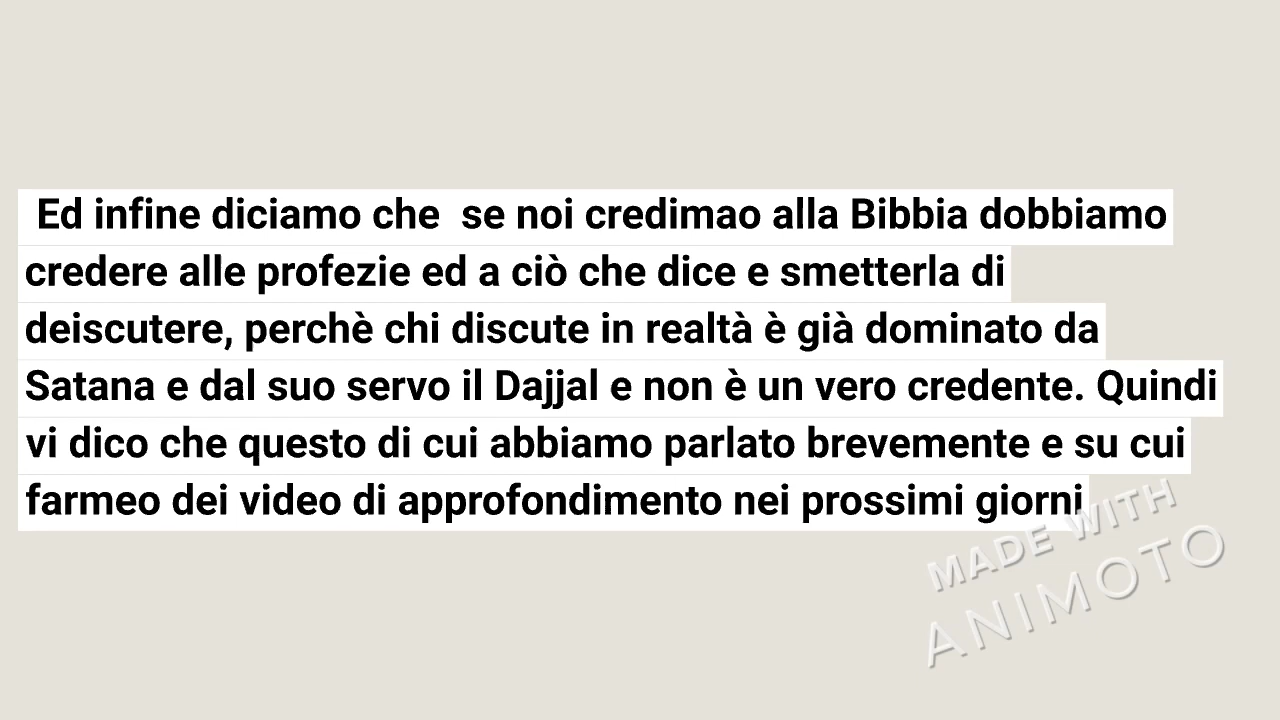 Ed infine diciamo che  se noi credimao alla Bibbia dobbiamo
credere alle profezie ed a ciò che dice e smetterla di
deiscutere, perchè chi discute in realtà è già dominato da
Satana e dal suo servo il Dajjal e non è un vero credente. Quindi
vi dico che questo di cui abbiamo parlato brevemente e su cui
farmeo dei video di approfondimento nei prossimi giorni
MADE WITH
ANIMOTO